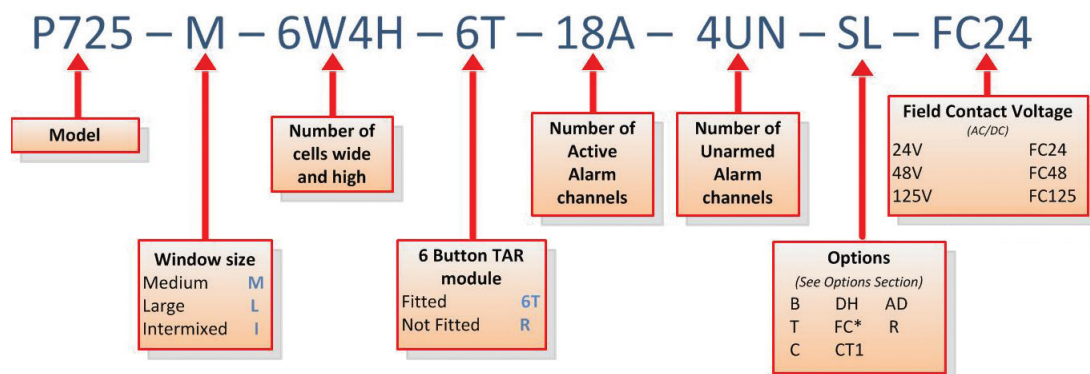 P725 – M – 6W4H – 6T – 18A – 4UN – SL – FC24
Model
Number of
cells wide
and high
Number of
Active
Alarm
channels
Number of
Unarmed
Alarm
channels
Field Contact Voltage
(AC/DC)
24V FC24
48V FC48
125V FC125
Window size
Medium M
Large L
Intermixed I
6 Button TAR
module
Fitted 6T
Not Fitted R
Options
(See Options Section)
B DH AD
T FC* R
C CT1